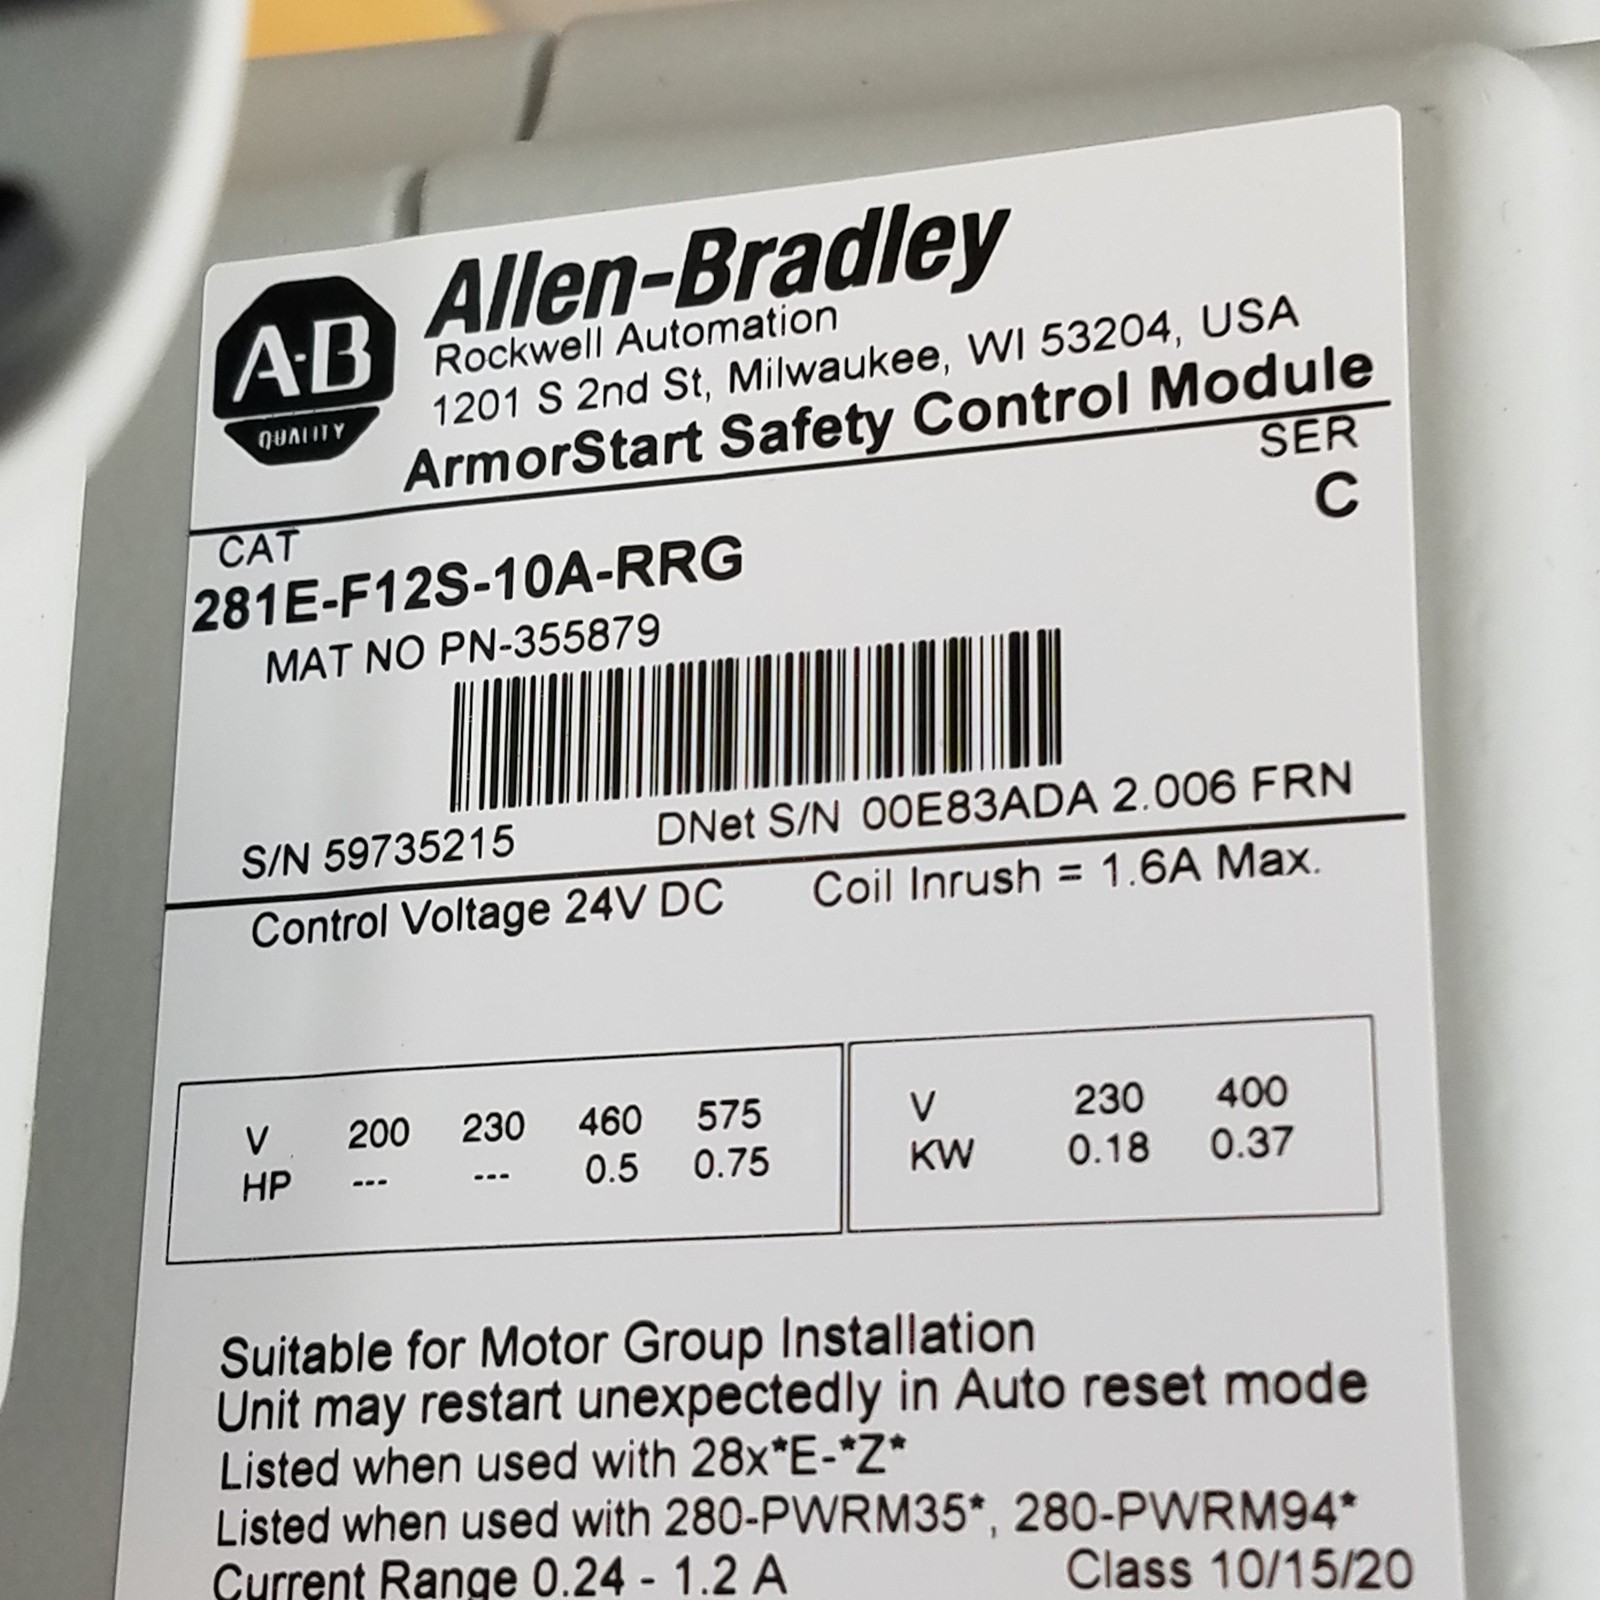 A-B
QUALITY
Allen-Bradley
Rockwell Automation
1201 S 2nd St, Milwaukee, WI 53204, USA
ArmorStart Safety Control Module
SER
C
CAT
281E-F12S-10A-RRG
MAT NO PN-355879
S/N 59735215 DNet S/N 00E83ADA 2.006 FRN
Control Voltage 24V DC Coil Inrush = 1.6A Max.
V 200 230 460 575
HP --- --- 0.5 0.75
V 230 400
KW 0.18 0.37
Suitable for Motor Group Installation
Unit may restart unexpectedly in Auto reset mode
Listed when used with 28x*E-*Z*
Listed when used with 280-PWRM35*, 280-PWRM94*
Current Range 0.24 - 1.2 A Class 10/15/20